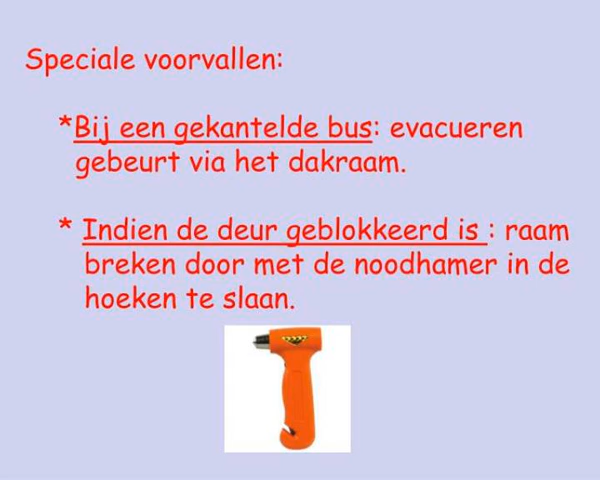 Speciale voorvallen:
*Bij een gekantelde bus: evacueren
gebeurt via het dakraam.
* Indien de deur geblokkeerd is : raam
breken door met de noodhamer in de
hoeken te slaan.